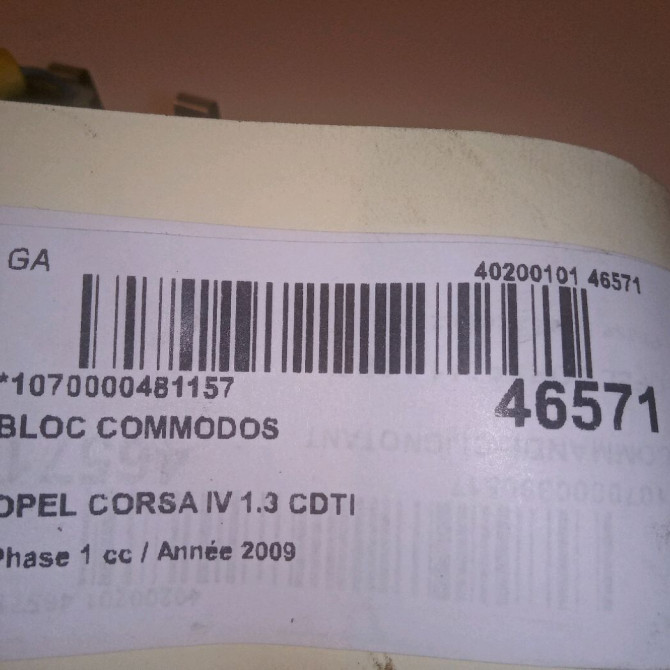 GA
40200101 46571
*1070000481157
46571
BLOC COMMODOS
OPEL CORSA IV 1.3 CDTI
Phase 1 cc / Année 2009